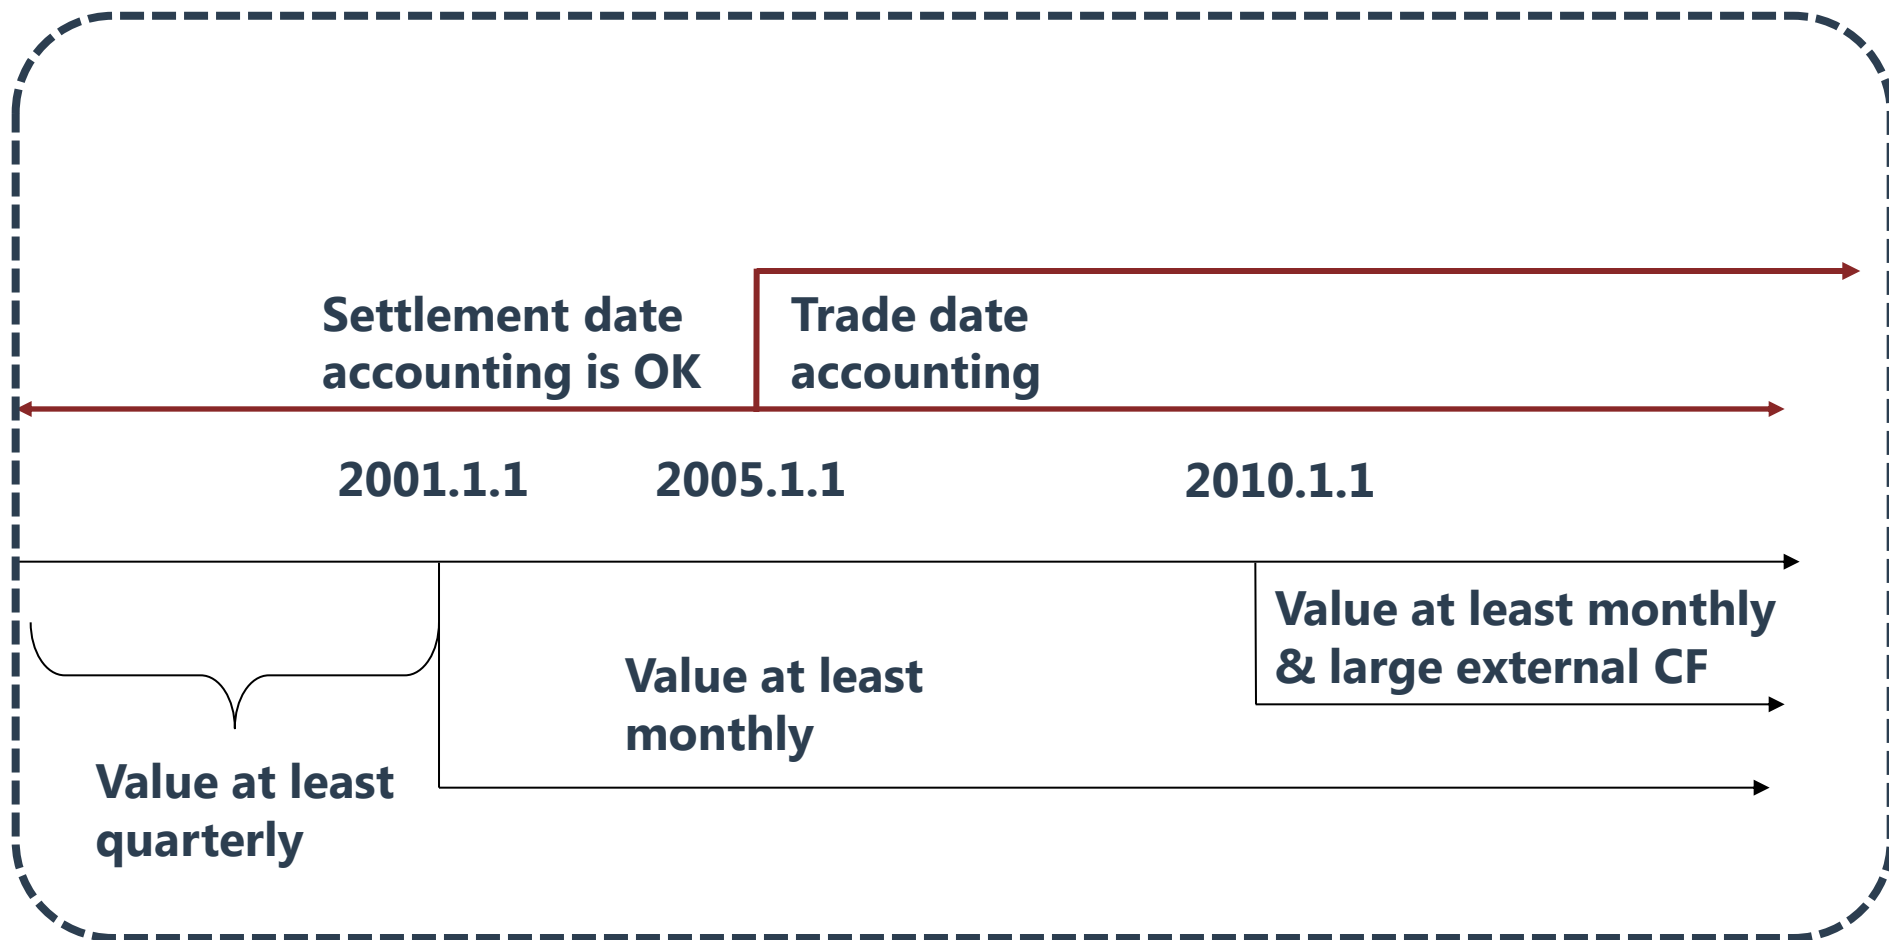 Settlement date
accounting is OK
Trade date
accounting
2001.1.1
2005.1.1
2010.1.1
Value at least monthly
& large external CF
Value at least
monthly
Value at least
quarterly